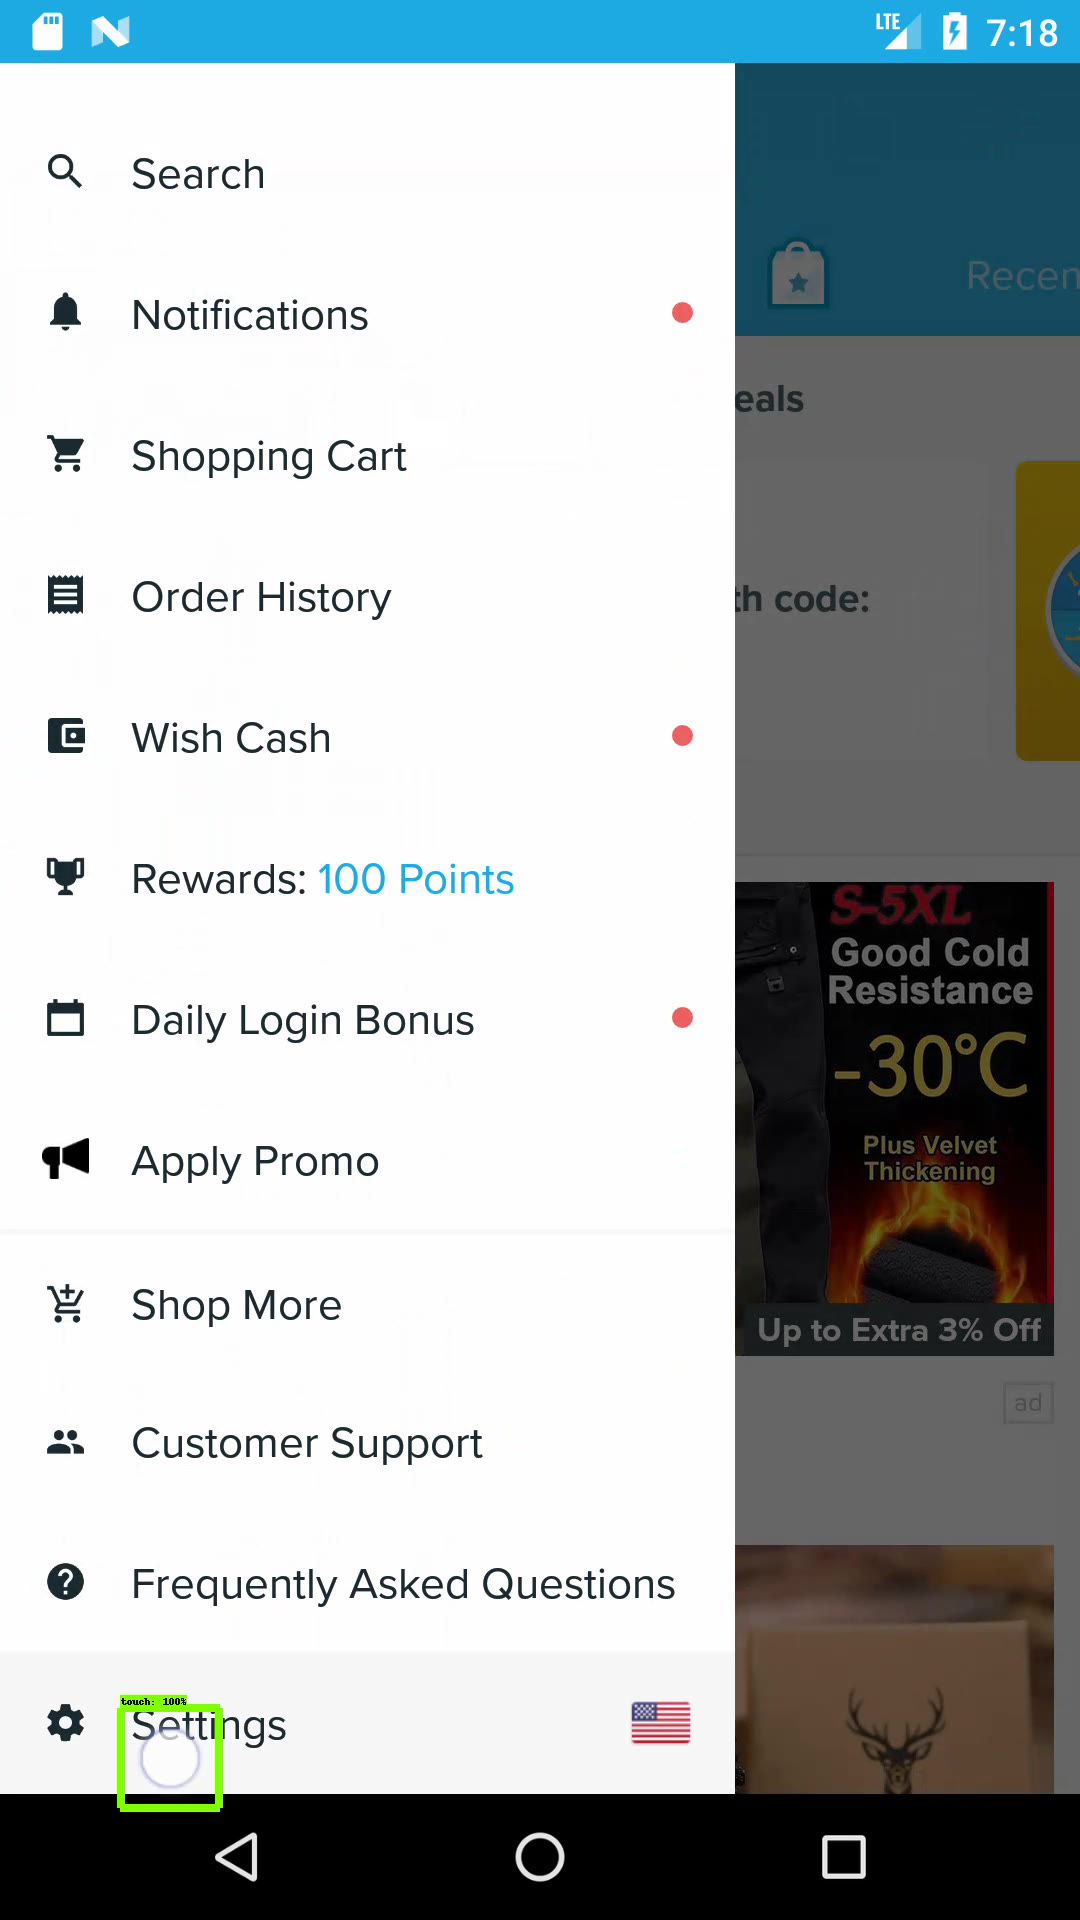 LTE 7:18
Search
Notifications
Recen
eals
Shopping Cart
Order History
th code:
Wish Cash
Rewards: 100 Points
S-5XL
Good Cold
Resistance
Daily Login Bonus
-30°C
Plus Velvet
Thickening
Apply Promo
Shop More
Up to Extra 3% Off
ad
Customer Support
Frequently Asked Questions
touch: 100%
Settings